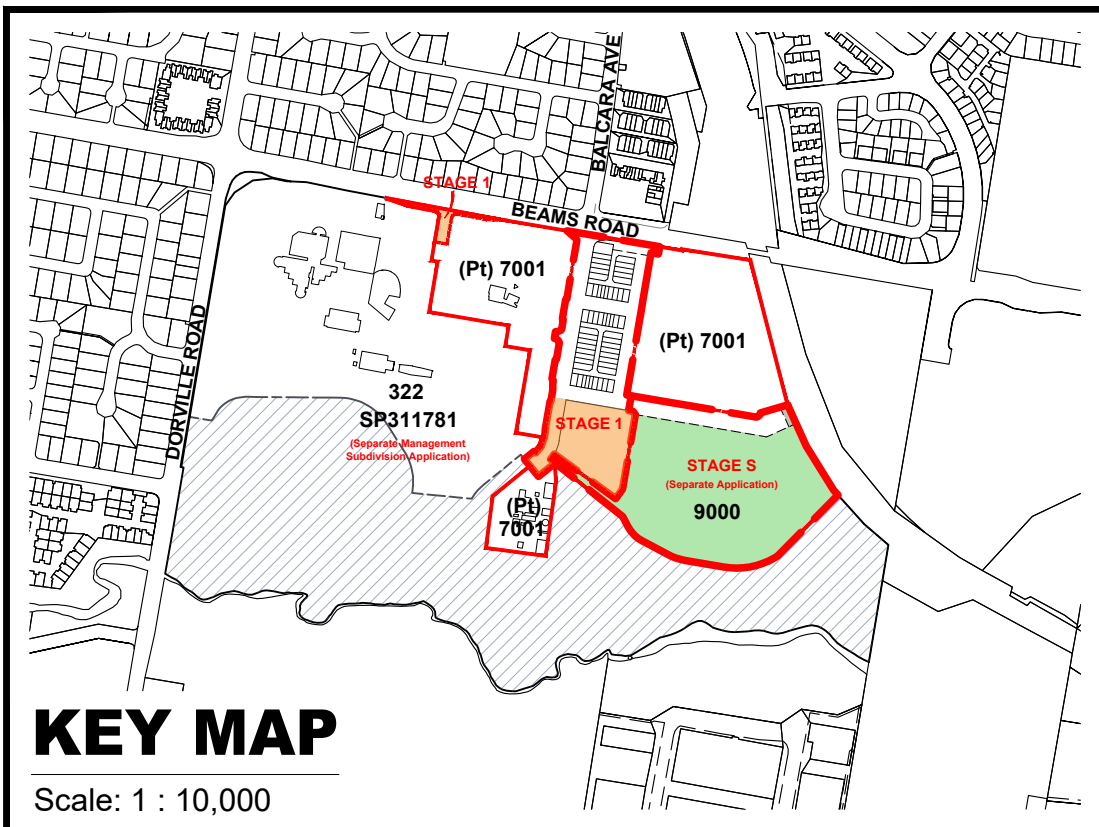 BALCARA AVE
STAGE 1
BEAMS ROAD
(Pt) 7001
(Pt) 7001
DORVILLE ROAD
322
SP311781
(Separate Management
Subdivision Application)
STAGE 1
STAGE S
(Separate Application)
9000
(Pt)
7001
KEY MAP
Scale: 1 : 10,000